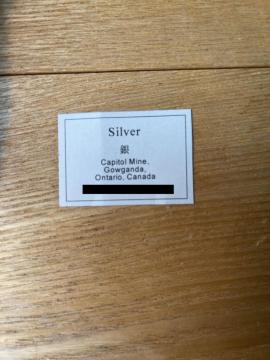 Silver
銀
Capitol Mine,
Gowganda,
Ontario, Canada